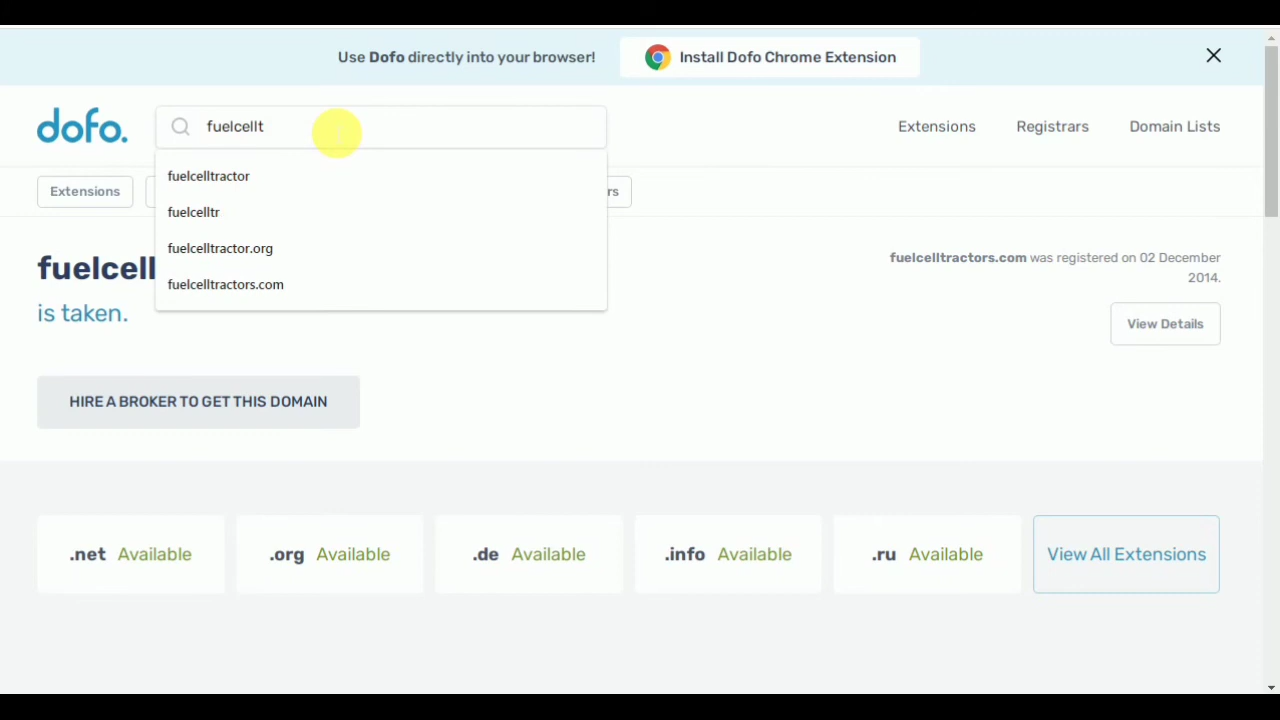 Use Dofo directly into your browser!
Install Dofo Chrome Extension
dofo.
fuelcellt
Extensions
Registrars
Domain Lists
fuelcelltractor
fuelcelltr
fuelcelltractor.org
fuelcelltractors.com
Extensions
rs
fuelcell
is taken.
fuelcelltractors.com was registered on 02 December
2014.
View Details
HIRE A BROKER TO GET THIS DOMAIN
.net Available
.org Available
.de Available
.info Available
.ru Available
View All Extensions